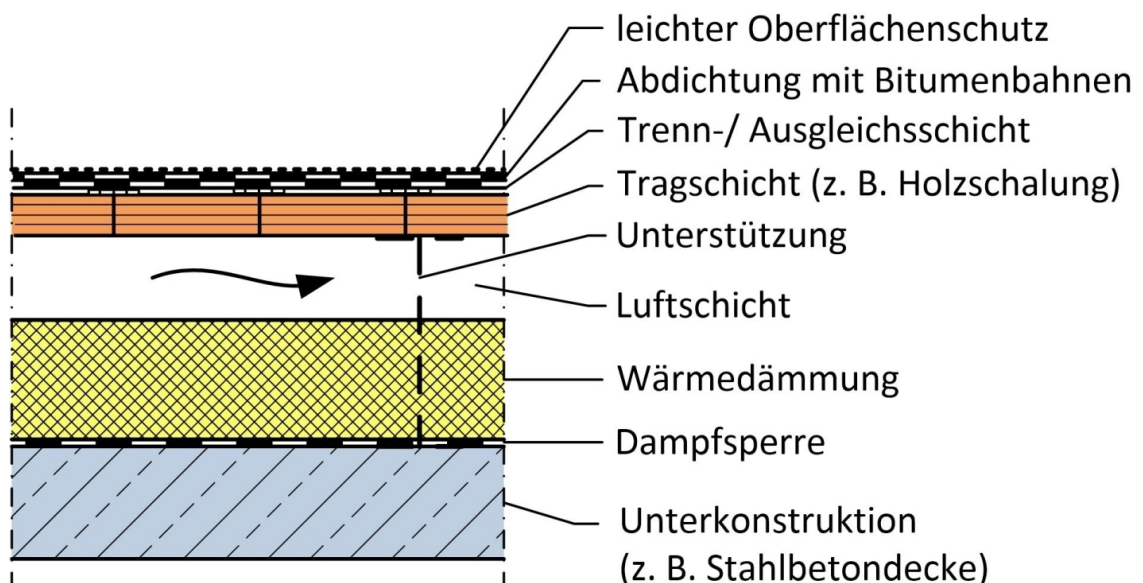 leichter Oberflächenschutz
Abdichtung mit Bitumenbahnen
Trenn-/ Ausgleichsschicht
Tragschicht (z. B. Holzschalung)
Unterstützung
Luftschicht
Wärmedämmung
Dampfsperre
Unterkonstruktion
(z. B. Stahlbetondecke)